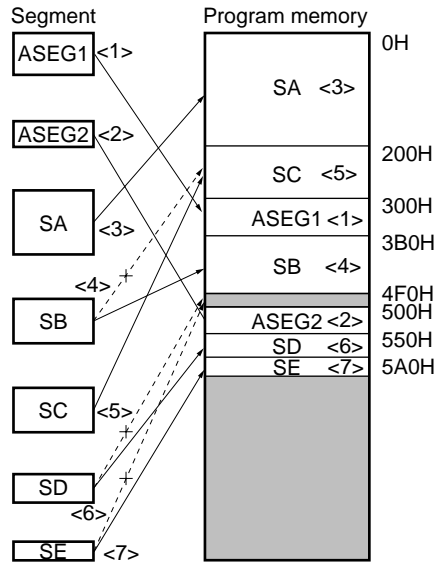 Segment Program memory
ASEG1 <1>
0H
SA <3>
ASEG2 <2>
200H
SC <5>
SA <3>
300H
ASEG1 <1>
3B0H
SB <4>
<4>
SB
4F0H
500H
ASEG2 <2>
550H
SD <6>
SE <7>
5A0H
SC <5>
SD
<6>
SE <7>